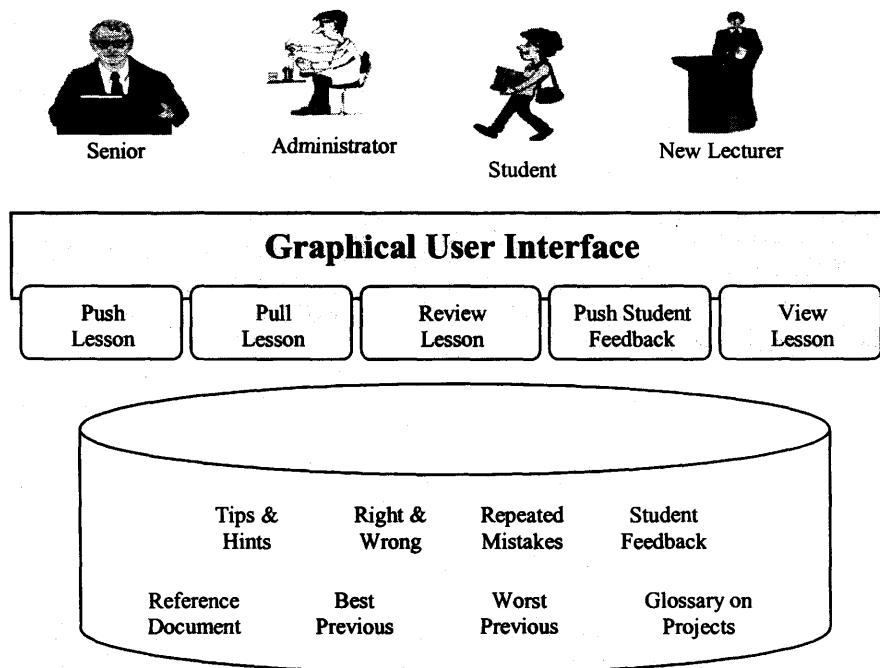 Senior
Administrator
Student
New Lecturer
Graphical User Interface
Push
Lesson
Pull
Lesson
Review
Lesson
Push Student
Feedback
View
Lesson
Tips &
Hints
Right &
Wrong
Repeated
Mistakes
Student
Feedback
Reference
Document
Best
Previous
Worst
Previous
Glossary on
Projects